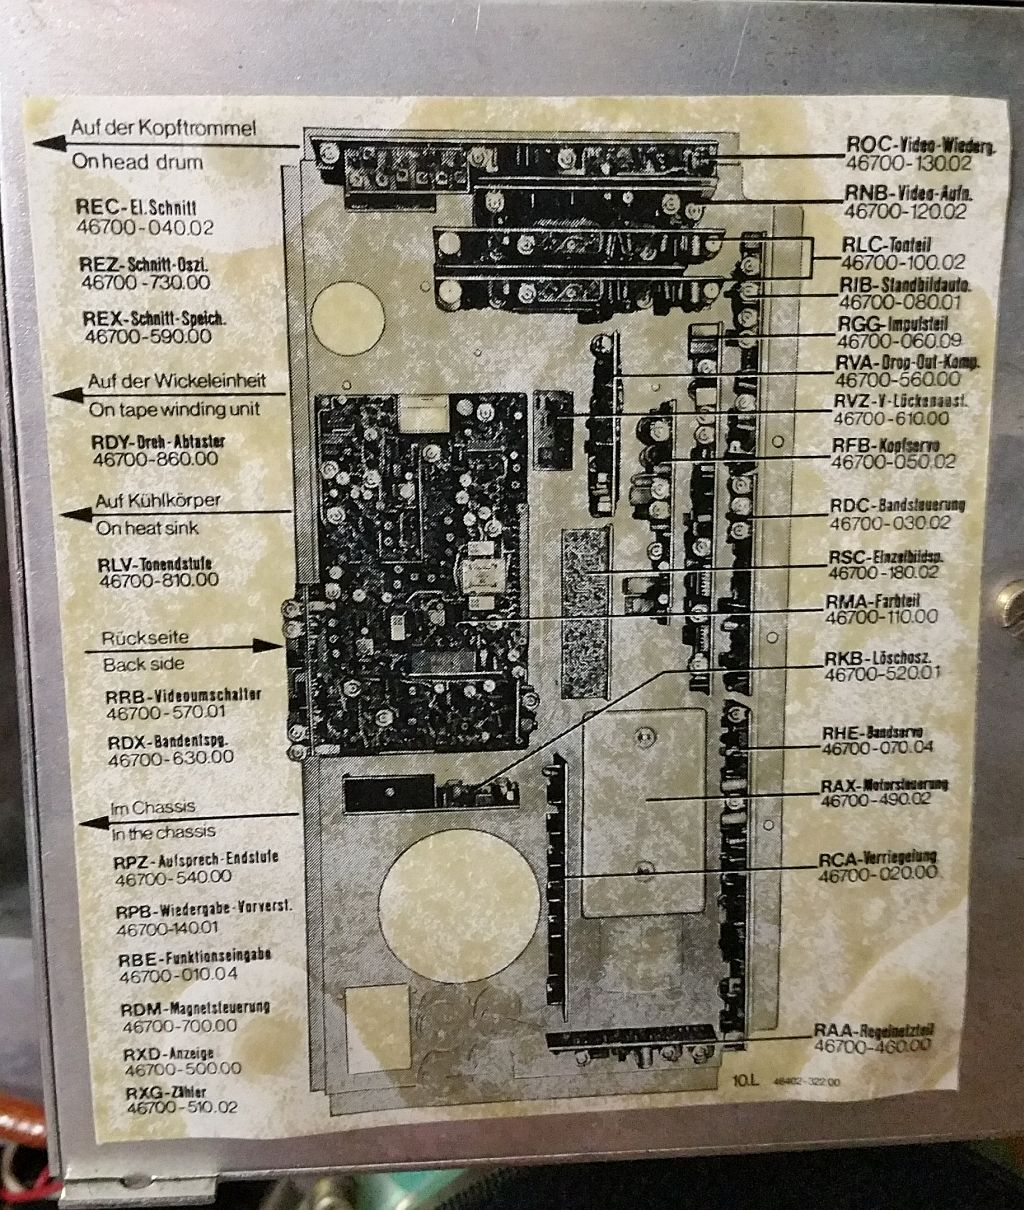 Auf der Kopftrommel
On head drum
REC-El.Schnitt
46700-040.02
REZ-Schnitt-Oszi.
46700-730.00
REX-Schnitt-Speich.
46700-590.00
Auf der Wickeleinheit
On tape winding unit
RDY-Dreh-Abtaster
46700-860.00
Auf Kühlkörper
On heat sink
RLV-Tonendstufe
46700-810.00
Rückseite
Back side
RRB-Videoumschalter
46700-570.01
RDX-Bandentspg.
46700-630.00
Im Chassis
In the chassis
RPZ-Aufsprech-Endstufe
46700-540.00
RPB-Wiedergabe-Vorverst.
46700-140.01
RBE-Funktionseingabe
46700-010.04
RDM-Magnetsteuerung
46700-700.00
RXD-Anzeige
46700-500.00
RXG-Zähler
46700-510.02
ROC-Video-Wiederg.
46700-130.02
RNB-Video-Aufn.
46700-120.02
RLC-Tonteil
46700-100.02
RIB-Standbildauto.
46700-080.01
RGG-Impulsteil
46700-060.09
RVA-Drop-Out-Komp.
46700-560.00
RVZ-V-Lückenaust.
46700-610.00
RFB-Kopfservo
46700-050.02
RDC-Bandsteuerung
46700-030.02
RSC-Einzelbildsp.
46700-180.02
RMA-Farbteil
46700-110.00
RKB-Löschosz.
46700-520.01
RHE-Bandservo
46700-070.04
RAX-Motorsteuerung
46700-490.02
RCA-Verriegelung
46700-020.00
RAA-Regelnetzteil
46700-460.00
10.L 46402-322.00